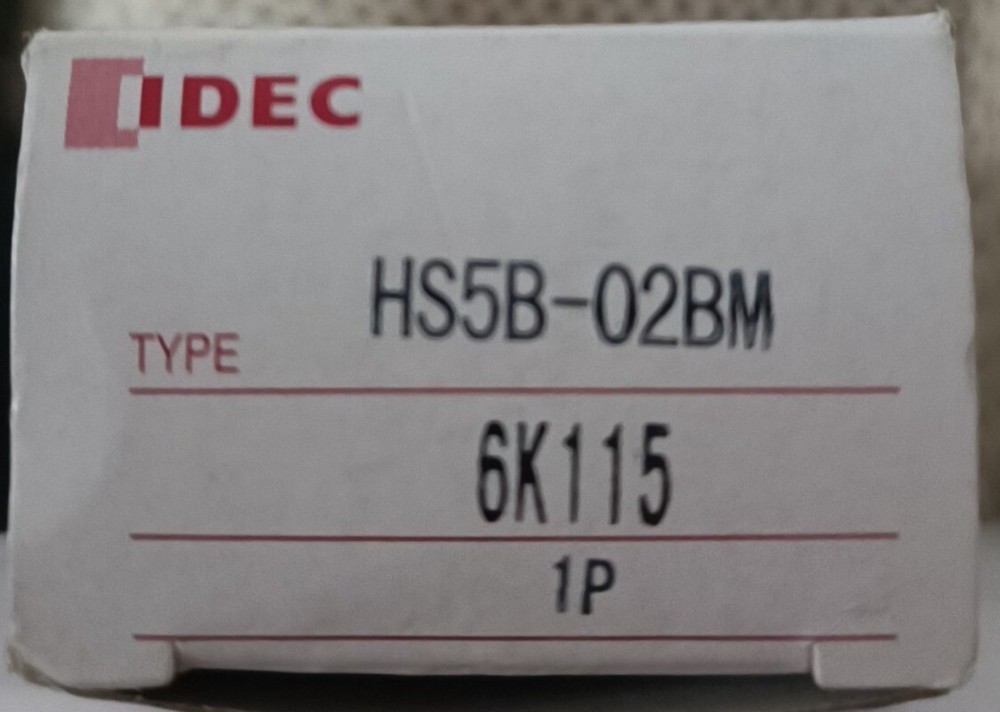 IDEC
HS5B-02BM
TYPE
6K115
1P